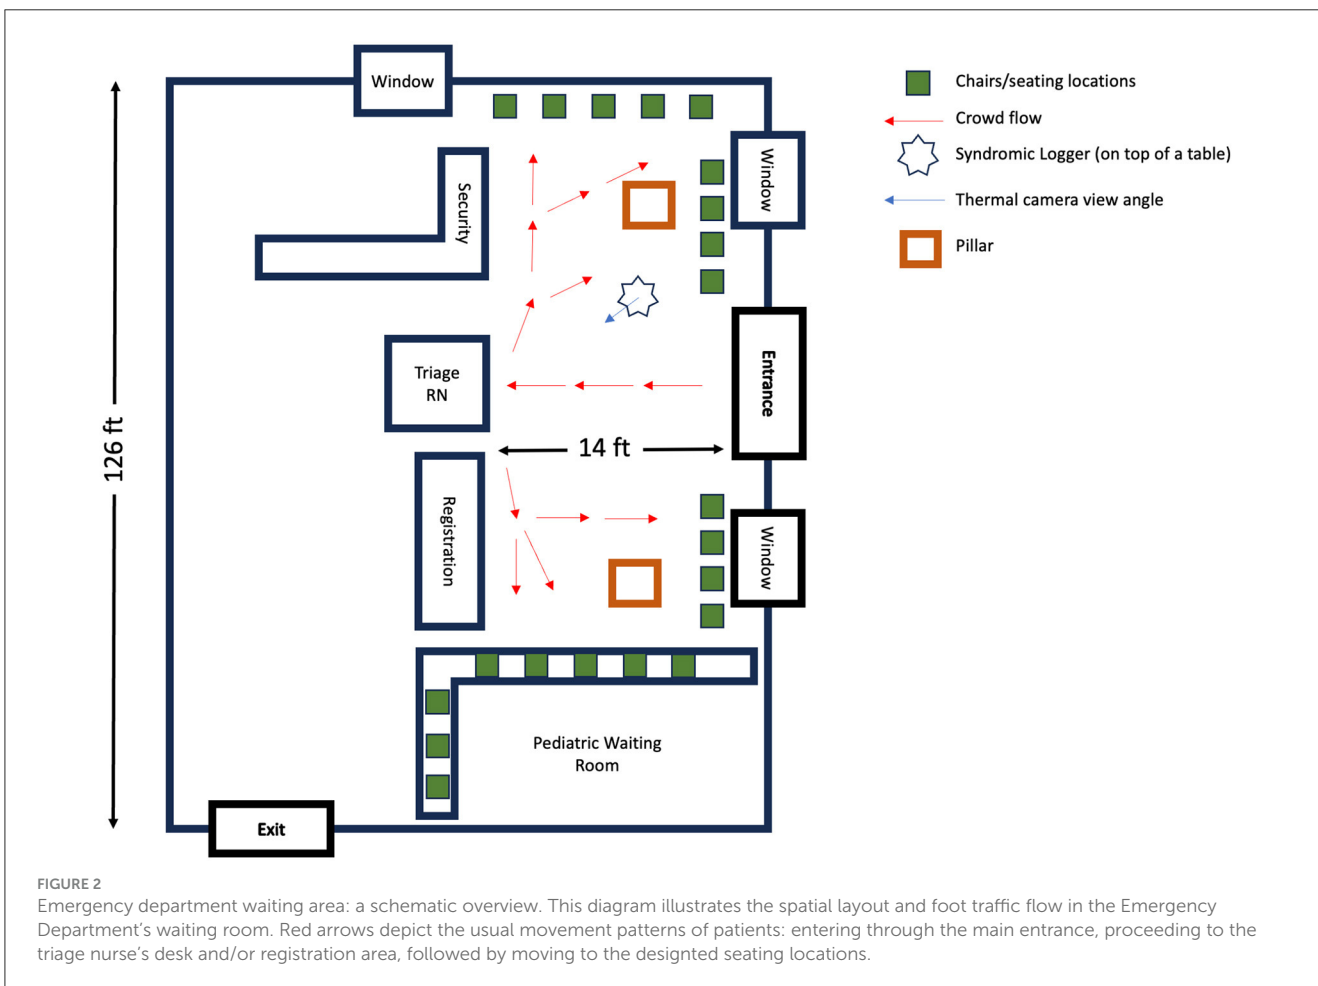 Window
Chairs/seating locations
Crowd flow
Syndromic Logger (on top of a table)
Thermal camera view angle
Pillar
Window
Security
Triage
RN
Entrance
126 ft
14 ft
Registration
Window
Pediatric Waiting
Room
Exit
FIGURE 2
Emergency department waiting area: a schematic overview. This diagram illustrates the spatial layout and foot traffic flow in the Emergency
Department's waiting room. Red arrows depict the usual movement patterns of patients: entering through the main entrance, proceeding to the
triage nurse's desk and/or registration area, followed by moving to the designted seating locations.